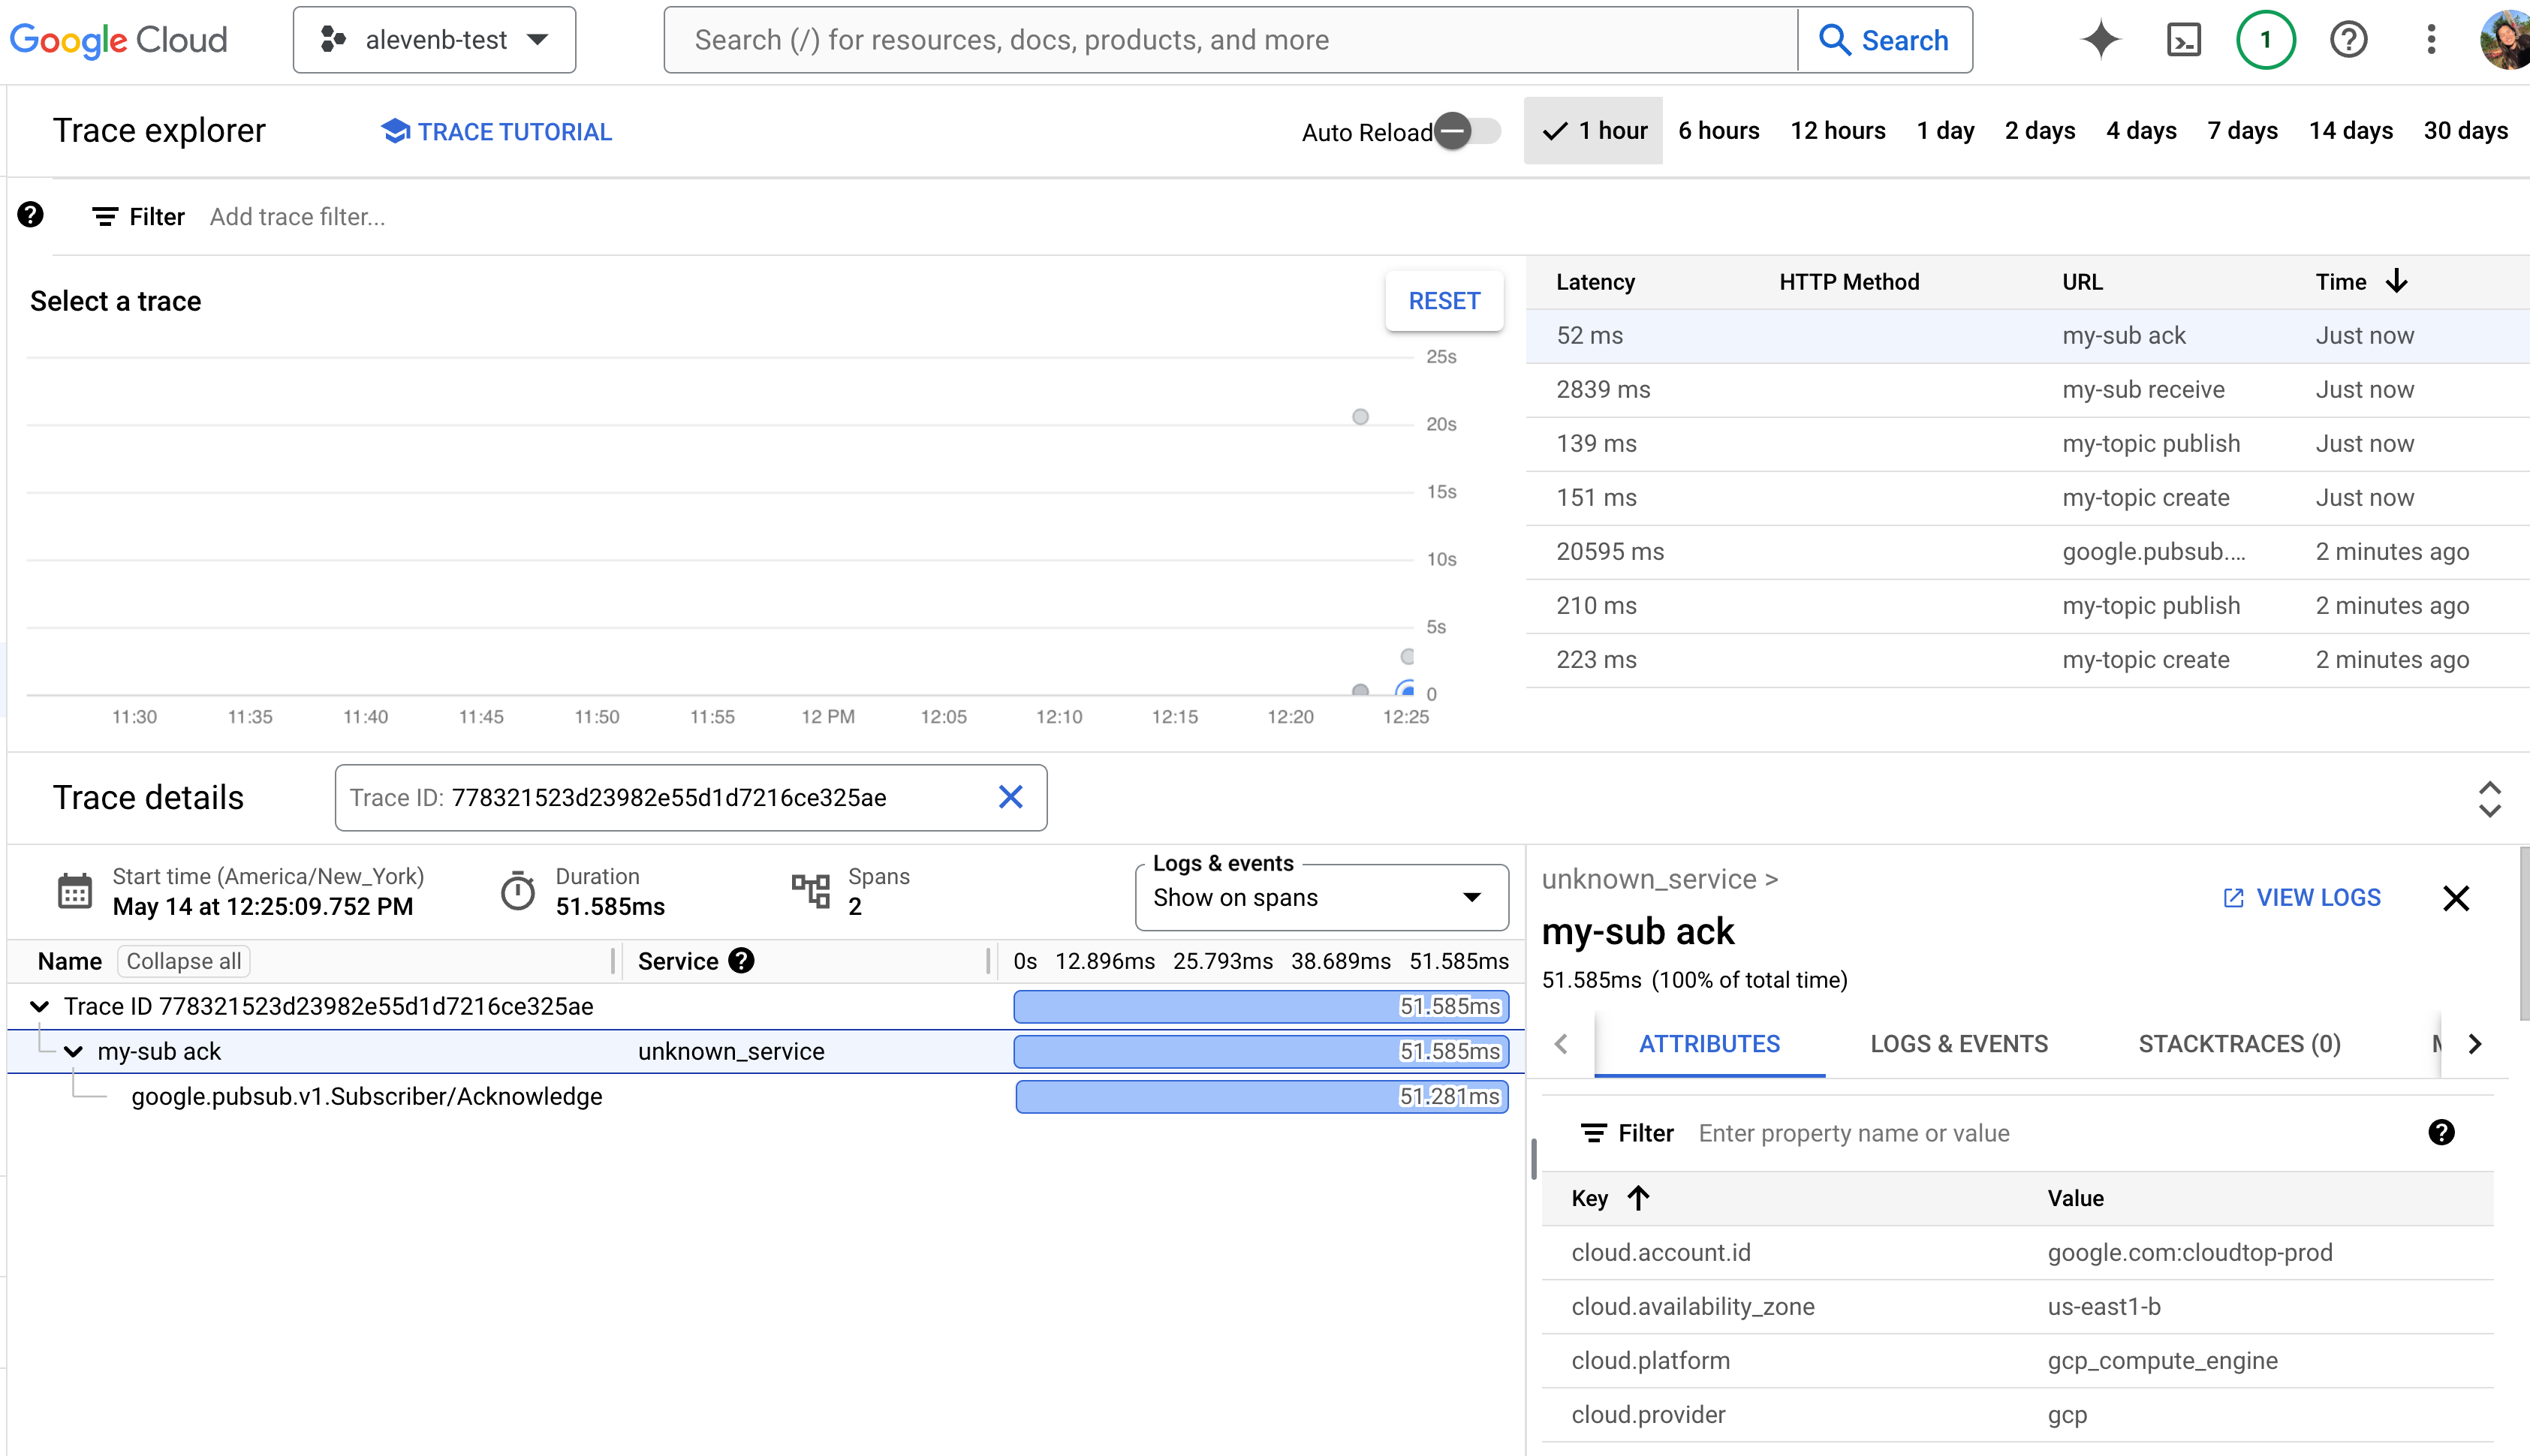 Google Cloud
alevenb-test
Search (/) for resources, docs, products, and more
Search
1
Trace explorer
TRACE TUTORIAL
Auto Reload
1 hour
6 hours
12 hours
1 day
2 days
4 days
7 days
14 days
30 days
Filter Add trace filter...
Select a trace
RESET
25s
20s
15s
10s
5s
0
11:30 11:35 11:40 11:45 11:50 11:55 12 PM 12:05 12:10 12:15 12:20 12:25
Latency HTTP Method URL Time
52 ms my-sub ack Just now
2839 ms my-sub receive Just now
139 ms my-topic publish Just now
151 ms my-topic create Just now
20595 ms google.pubsub.... 2 minutes ago
210 ms my-topic publish 2 minutes ago
223 ms my-topic create 2 minutes ago
Trace details
Trace ID: 778321523d23982e55d1d7216ce325ae
Start time (America/New_York)
May 14 at 12:25:09.752 PM
Duration
51.585ms
Spans
2
Logs & events
Show on spans
Name Collapse all Service 0s 12.896ms 25.793ms 38.689ms 51.585ms
Trace ID 778321523d23982e55d1d7216ce325ae 51.585ms
my-sub ack unknown_service 51.585ms
google.pubsub.v1.Subscriber/Acknowledge 51.281ms
unknown_service >
my-sub ack
51.585ms (100% of total time)
VIEW LOGS
ATTRIBUTES LOGS & EVENTS STACKTRACES (0)
Filter Enter property name or value
Key Value
cloud.account.id google.com:cloudtop-prod
cloud.availability_zone us-east1-b
cloud.platform gcp_compute_engine
cloud.provider gcp